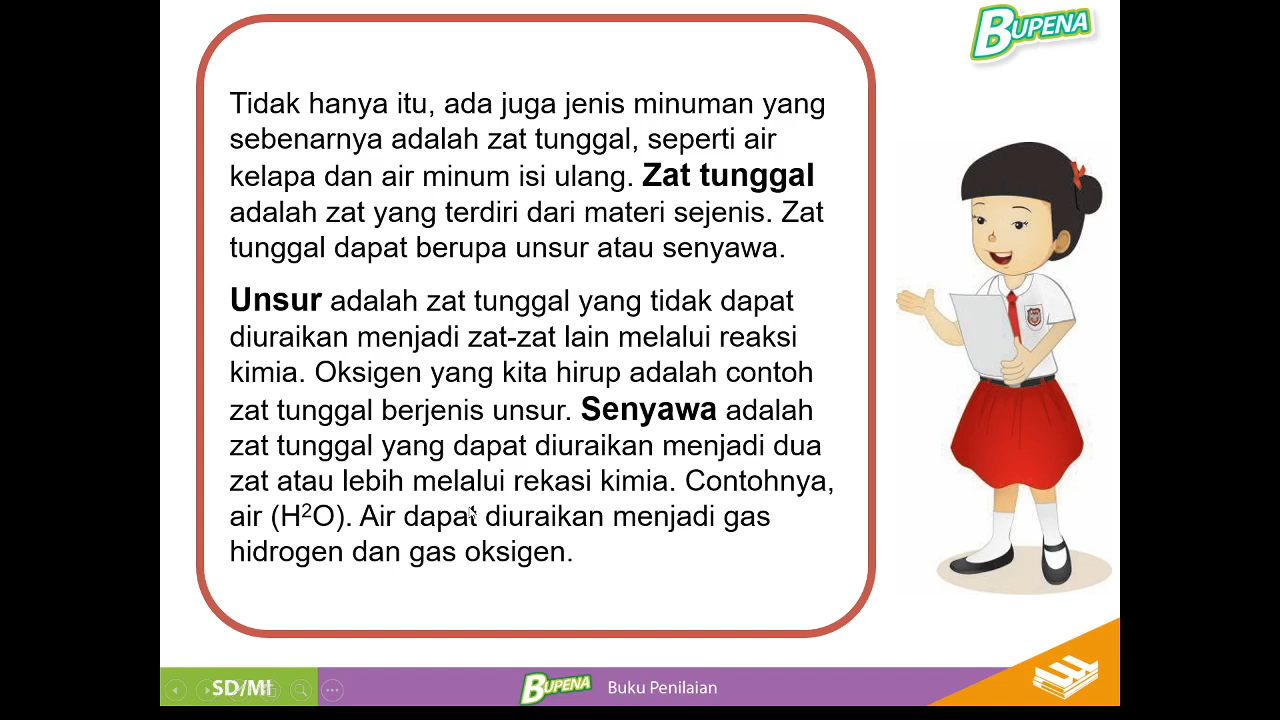 BUPENA
Tidak hanya itu, ada juga jenis minuman yang
sebenarnya adalah zat tunggal, seperti air
kelapa dan air minum isi ulang. Zat tunggal
adalah zat yang terdiri dari materi sejenis. Zat
tunggal dapat berupa unsur atau senyawa.
Unsur adalah zat tunggal yang tidak dapat
diuraikan menjadi zat-zat lain melalui reaksi
kimia. Oksigen yang kita hirup adalah contoh
zat tunggal berjenis unsur. Senyawa adalah
zat tunggal yang dapat diuraikan menjadi dua
zat atau lebih melalui rekasi kimia. Contohnya,
air (H²O). Air dapat diuraikan menjadi gas
hidrogen dan gas oksigen.
SD/MI
BUPENA
Buku Penilaian